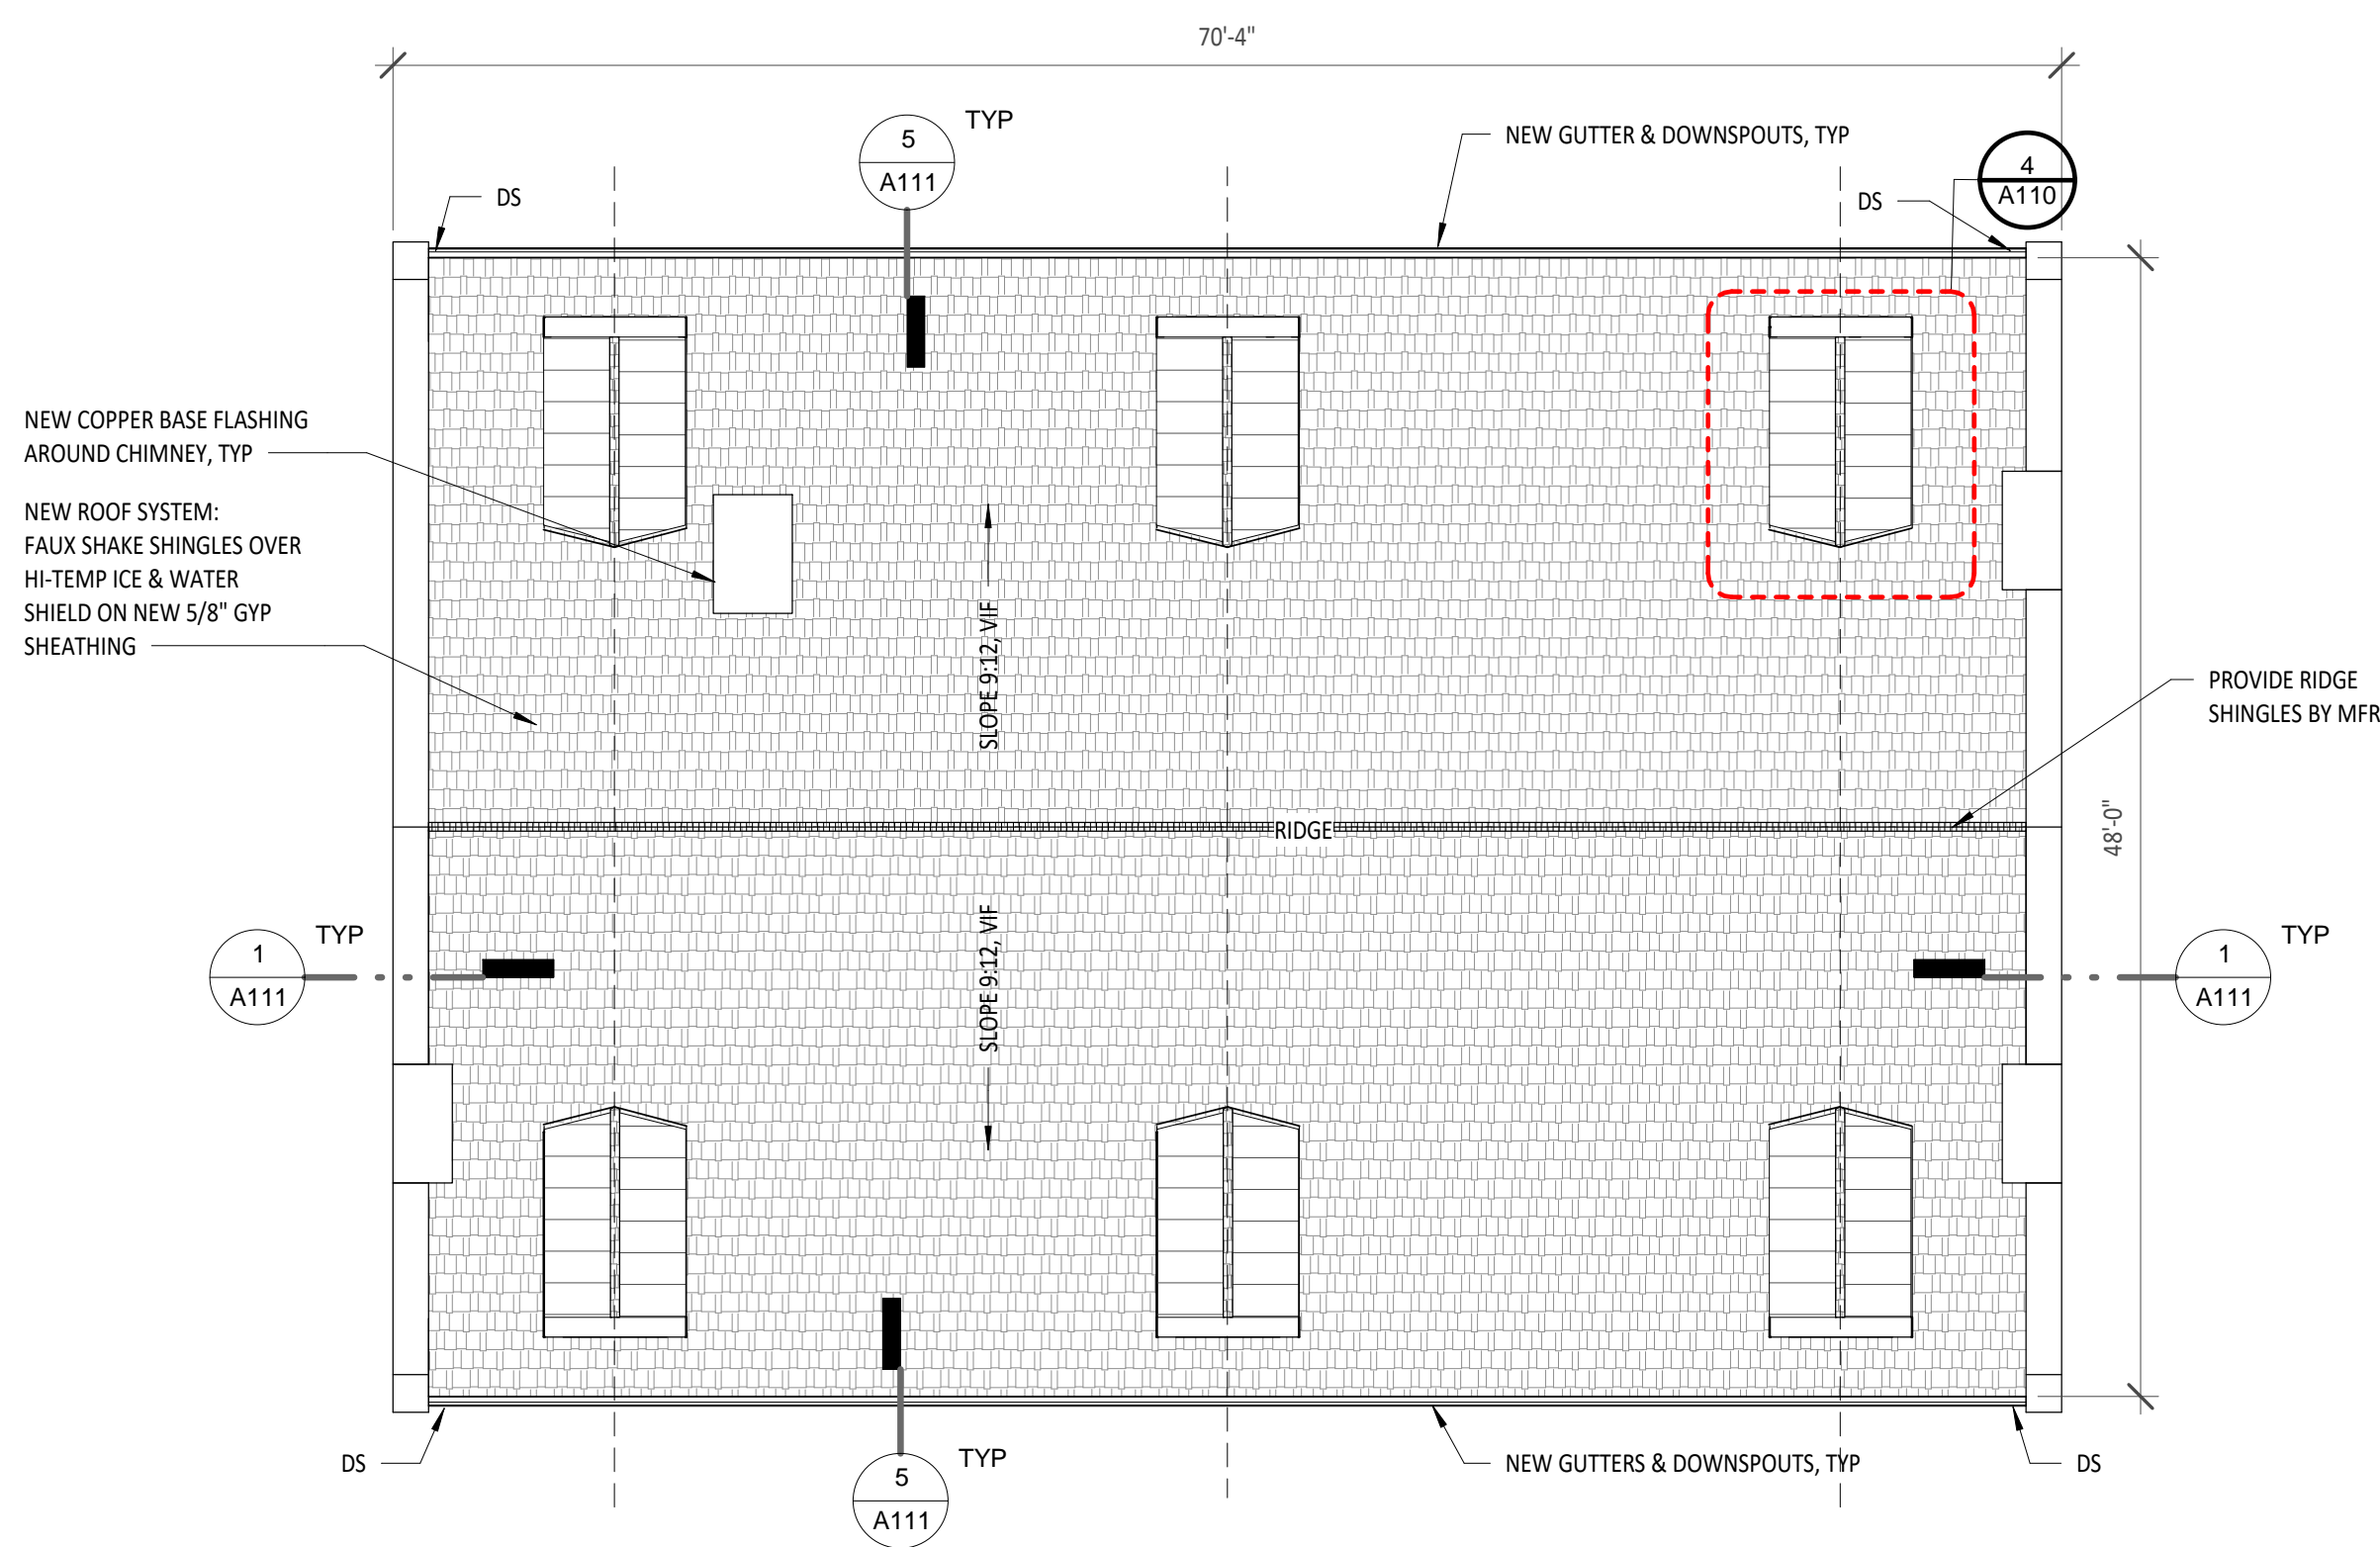 70'-4"
5
A111
TYP
NEW GUTTER & DOWNSPOUTS, TYP
4
A110
DS
DS
NEW COPPER BASE FLASHING
AROUND CHIMNEY, TYP
NEW ROOF SYSTEM:
FAUX SHAKE SHINGLES OVER
HI-TEMP ICE & WATER
SHIELD ON NEW 5/8" GYP
SHEATHING
SLOPE 9:12, VIF
PROVIDE RIDGE
SHINGLES BY MFR
48'-0"
RIDGE
1
A111
TYP
SLOPE 9:12, VIF
1
A111
TYP
DS
5
A111
TYP
NEW GUTTERS & DOWNSPOUTS, TYP
DS